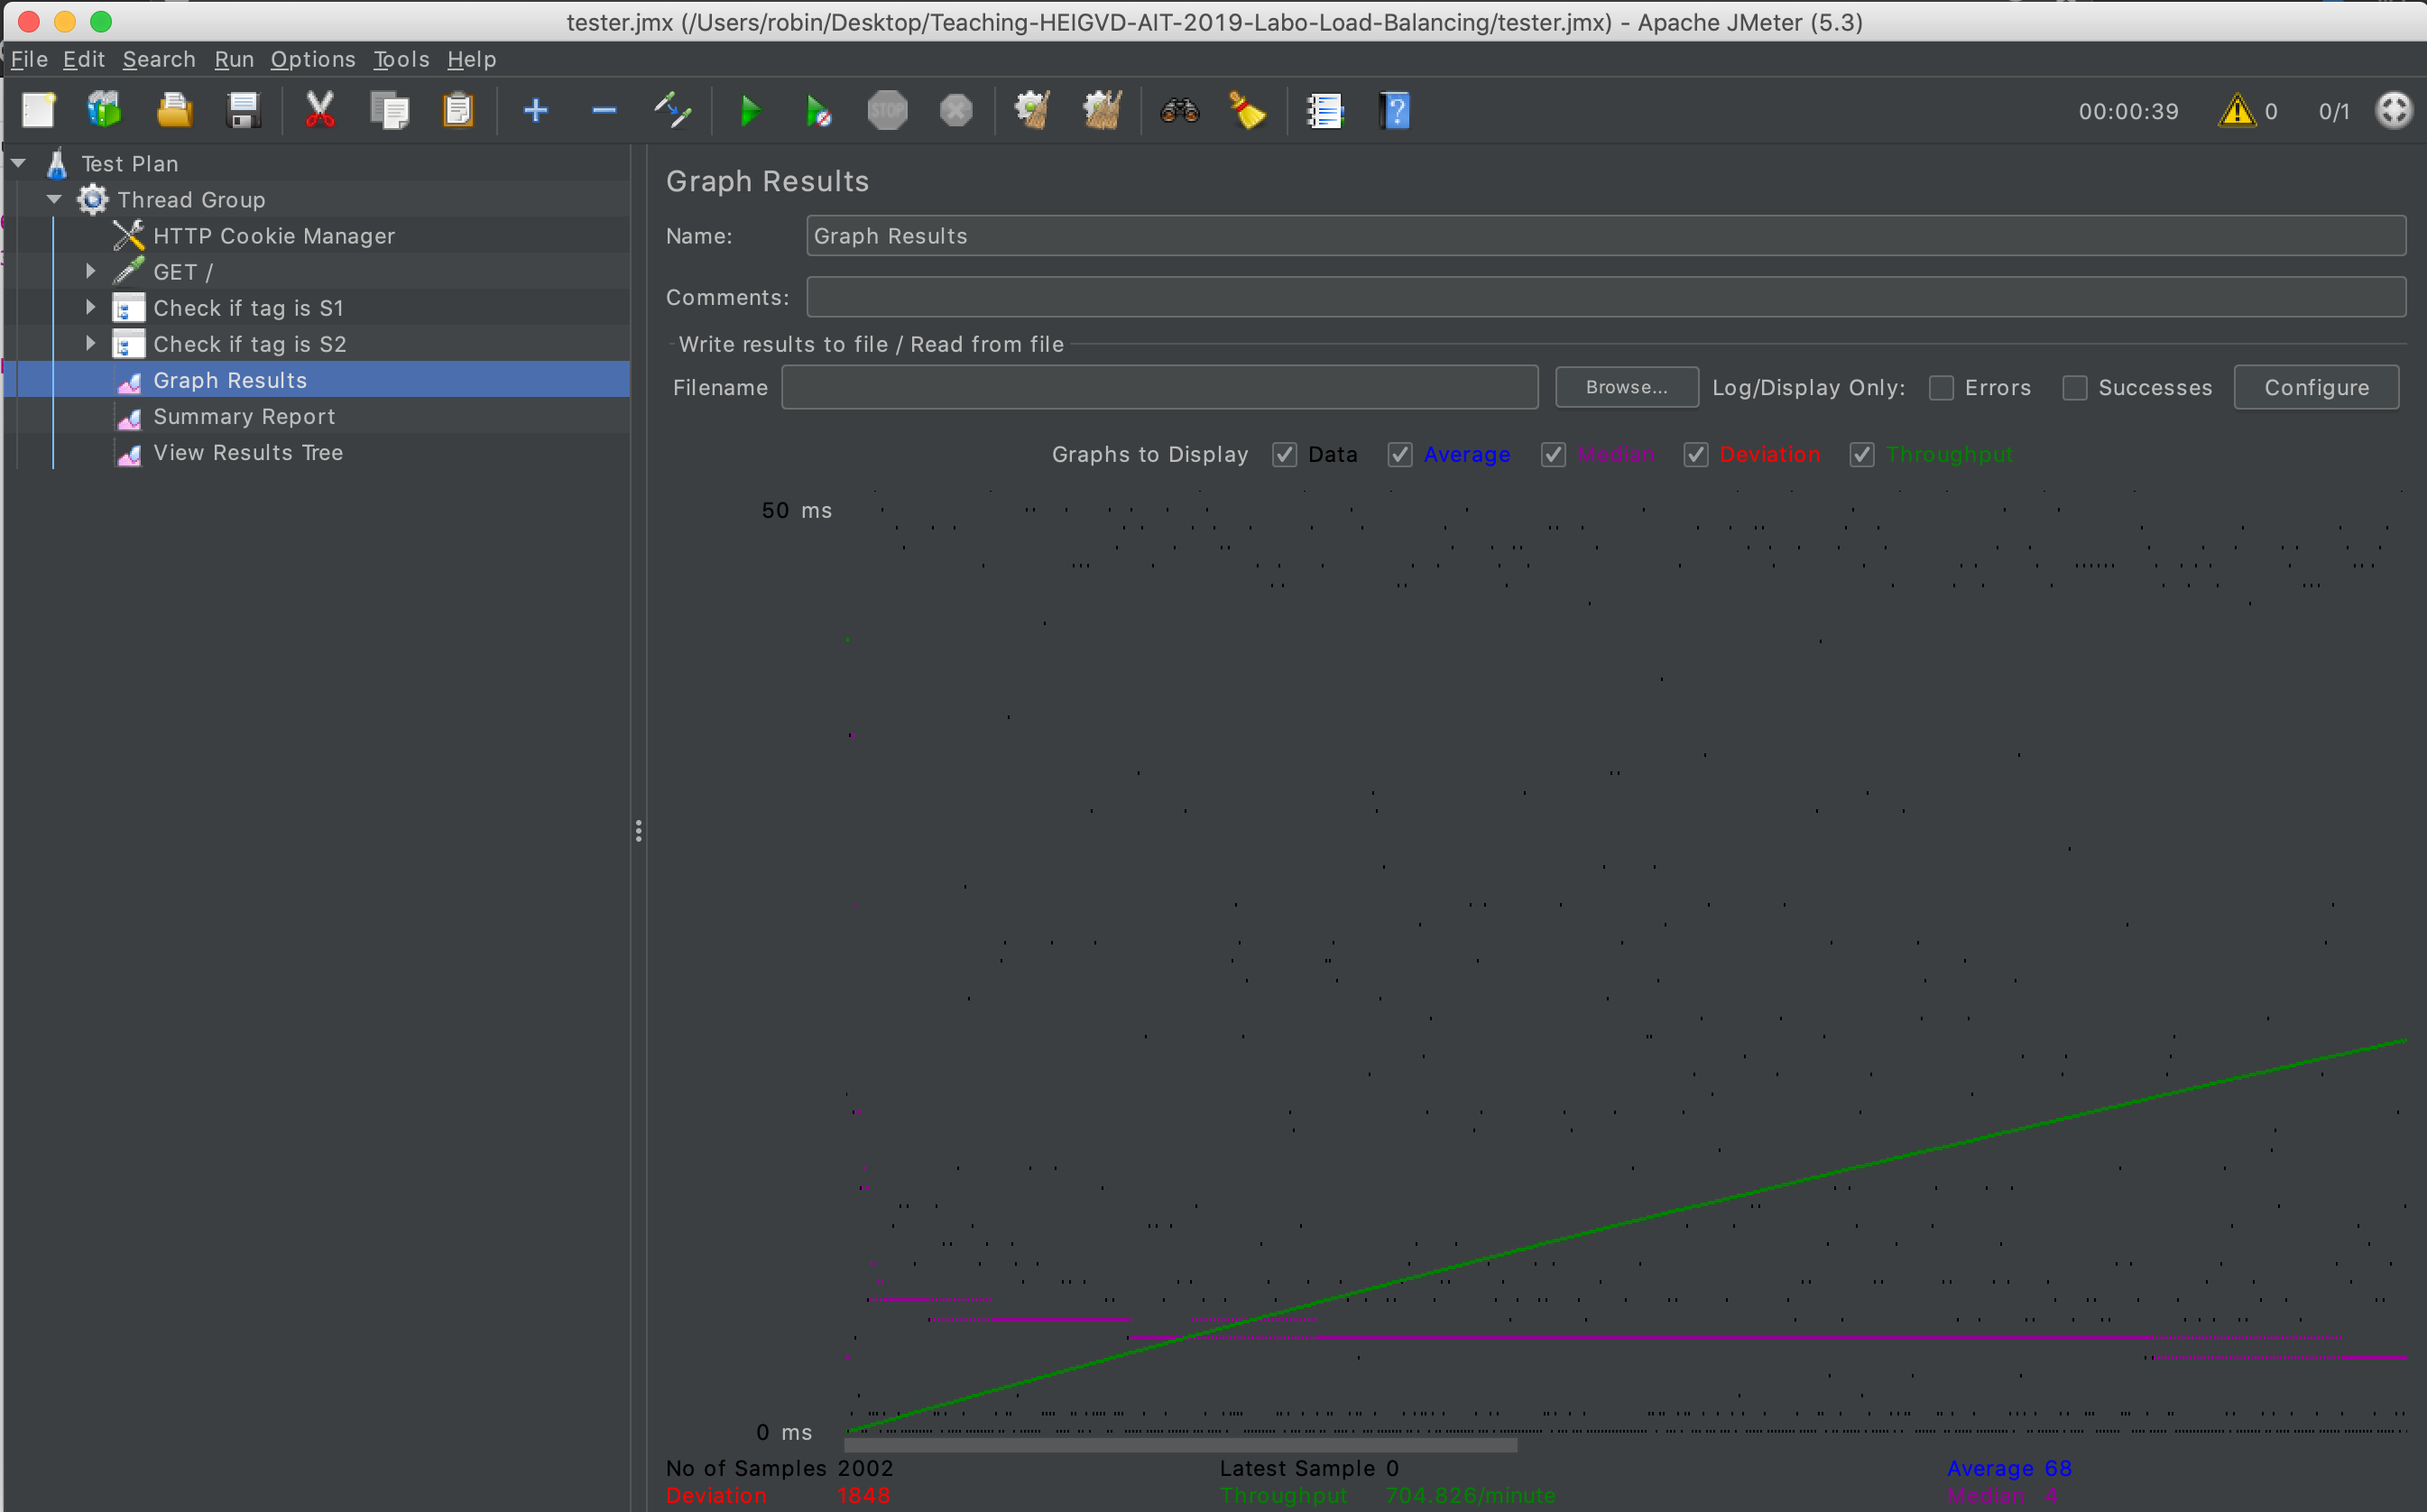 tester.jmx (/Users/robin/Desktop/Teaching-HEIGVD-AIT-2019-Labo-Load-Balancing/tester.jmx) - Apache JMeter (5.3)
File Edit Search Run Options Tools Help
STOP 00:00:39 0 0/1
Test Plan
Thread Group
HTTP Cookie Manager
GET /
Check if tag is S1
Check if tag is S2
Graph Results
Summary Report
View Results Tree
Graph Results
Name: Graph Results
Comments:
Write results to file / Read from file
Filename Browse... Log/Display Only: Errors Successes Configure
Graphs to Display Data Average Median Deviation Throughput
50 ms
0 ms
No of Samples 2002 Latest Sample 0 Average 68
Deviation 1848 Throughput 704.826/minute Median 4